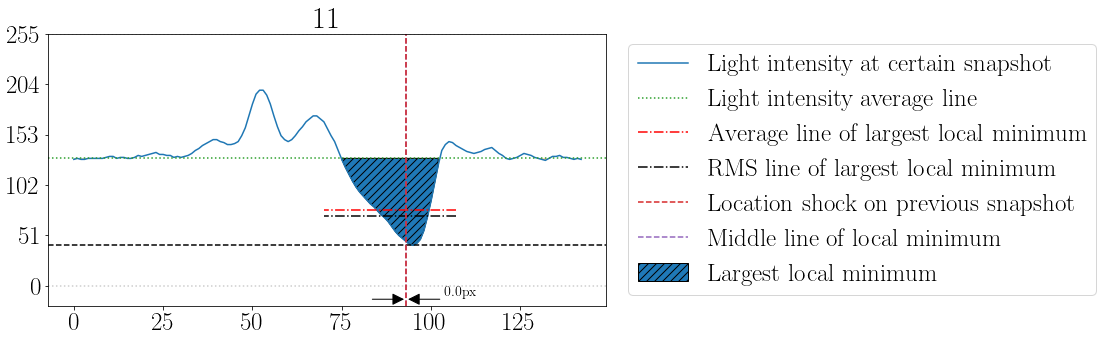 11
255
204
153
102
51
0
0.0px
0 25 50 75 100 125
Light intensity at certain snapshot
Light intensity average line
Average line of largest local minimum
RMS line of largest local minimum
Location shock on previous snapshot
Middle line of local minimum
Largest local minimum